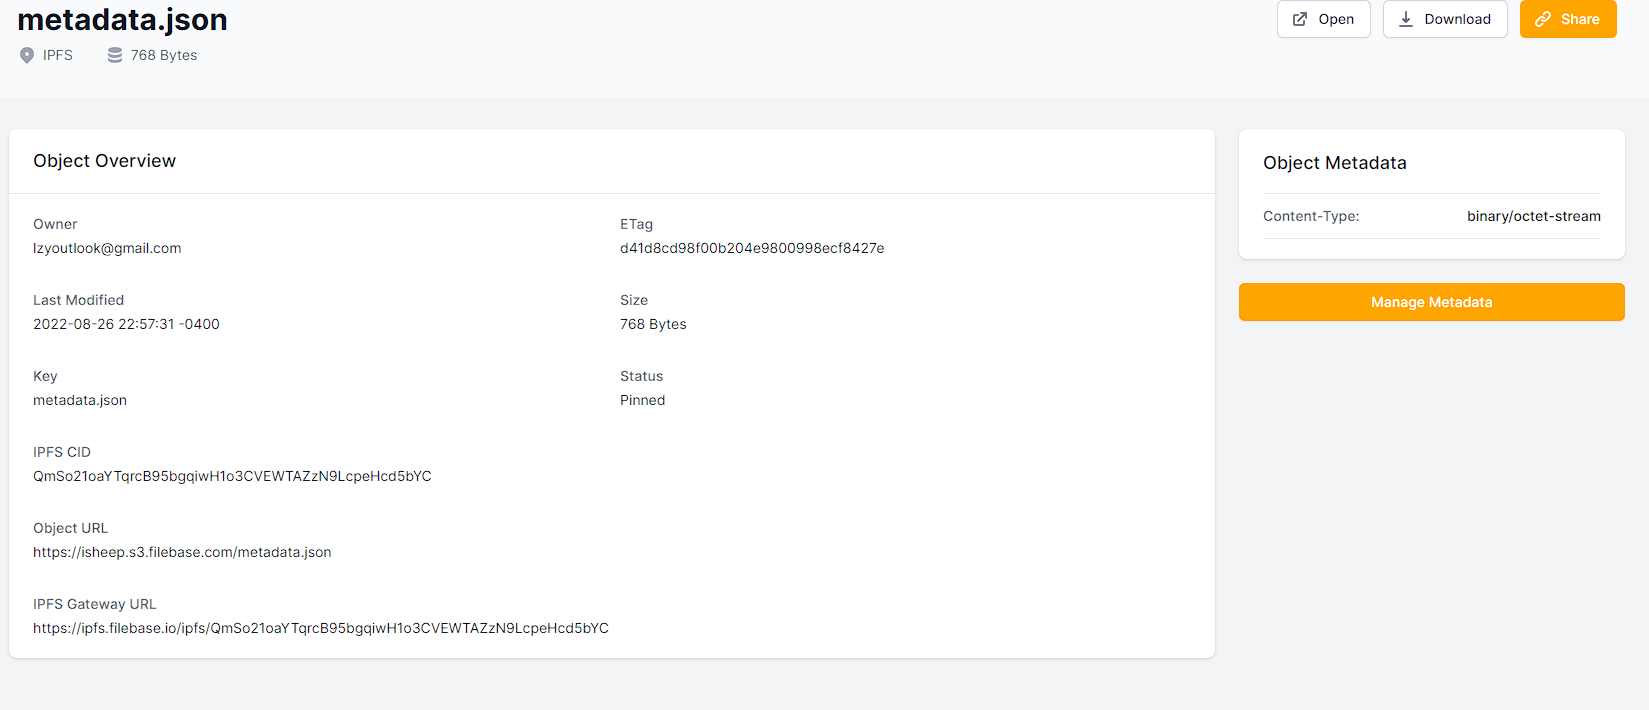 metadata.json
Open
Download
Share
IPFS
768 Bytes
Object Overview
Owner
lzyoutlook@gmail.com
ETag
d41d8cd98f00b204e9800998ecf8427e
Last Modified
2022-08-26 22:57:31 -0400
Size
768 Bytes
Key
metadata.json
Status
Pinned
IPFS CID
QmSo21oaYTqrcB95bgqiwH1o3CVEWTAZzN9LcpeHcd5bYC
Object URL
https://isheep.s3.filebase.com/metadata.json
IPFS Gateway URL
https://ipfs.filebase.io/ipfs/QmSo21oaYTqrcB95bgqiwH1o3CVEWTAZzN9LcpeHcd5bYC
Object Metadata
Content-Type: binary/octet-stream
Manage Metadata